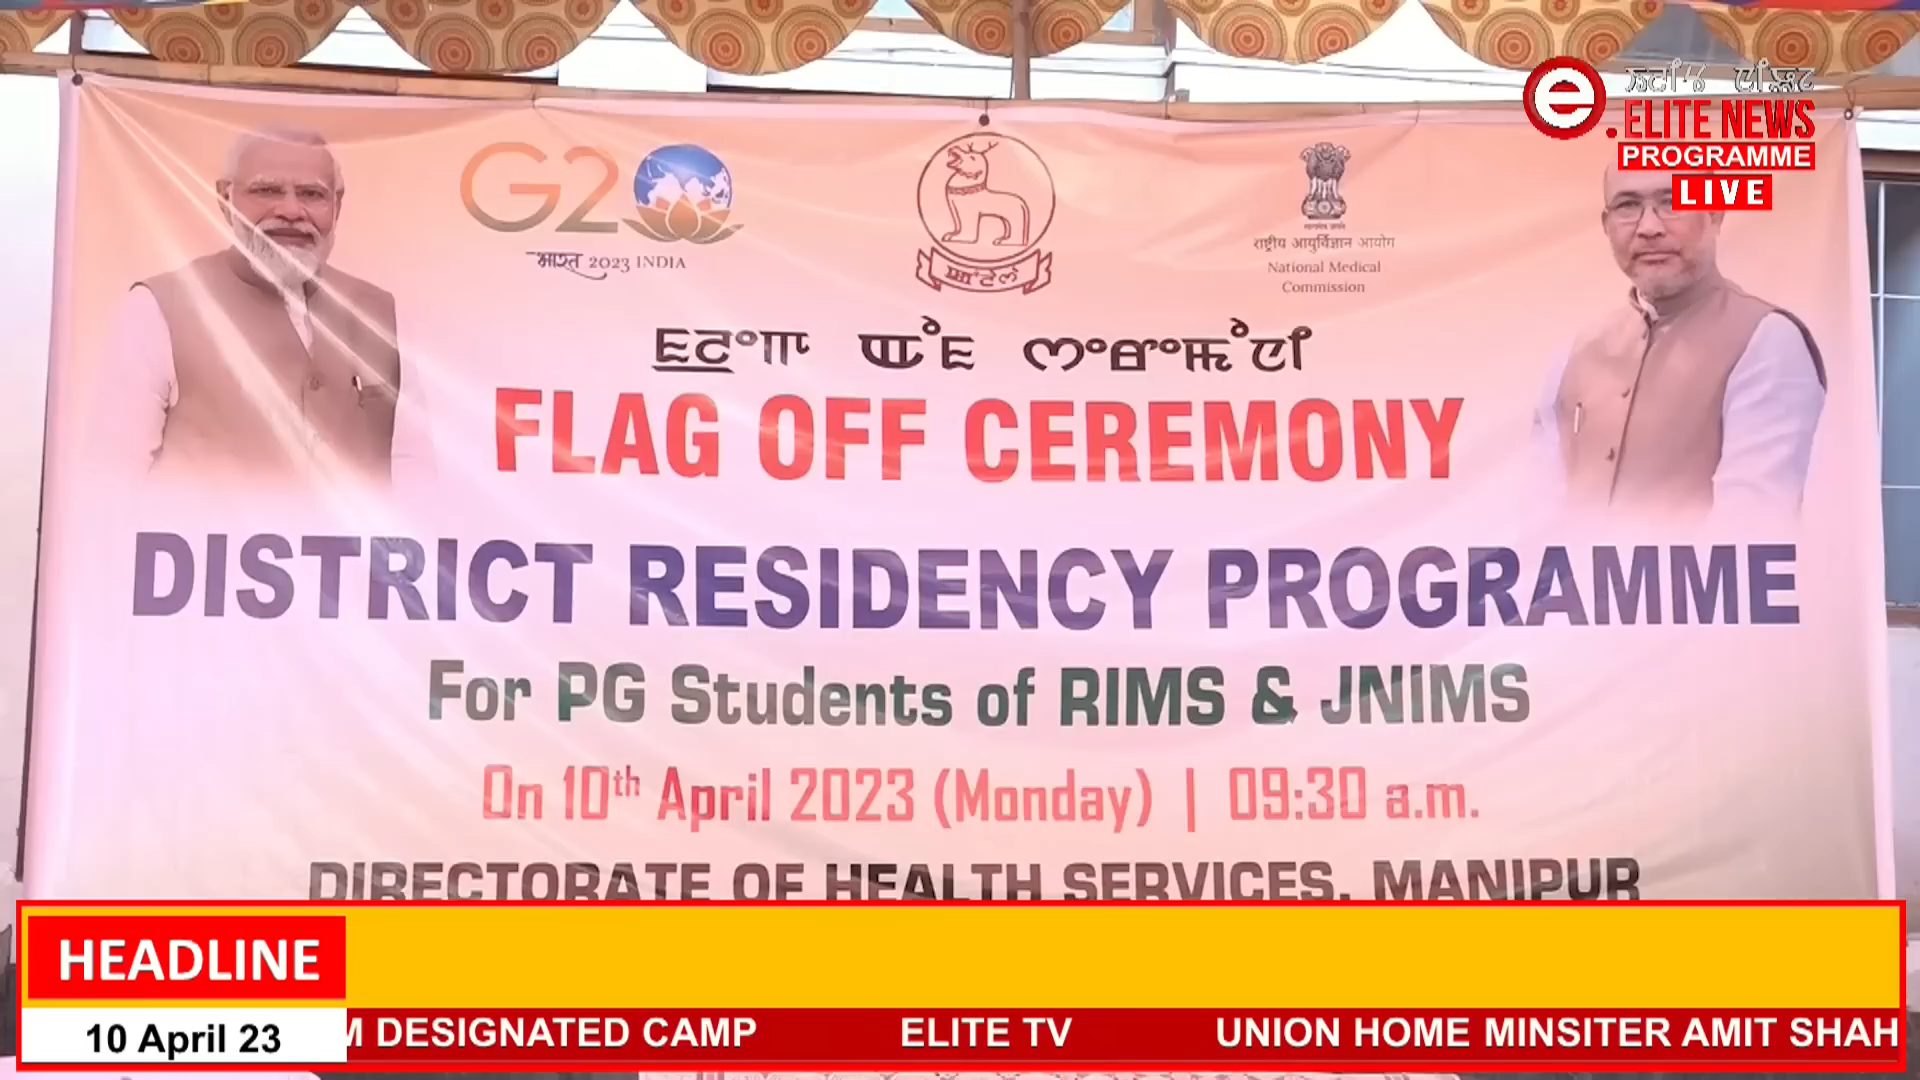 ELITE NEWS
PROGRAMME
LIVE
G20
भारत 2023 INDIA
राष्ट्रीय आयुर्विज्ञान आयोग
National Medical
Commission
FLAG OFF CEREMONY
DISTRICT RESIDENCY PROGRAMME
For PG Students of RIMS & JNIMS
On 10th April 2023 (Monday) | 09:30 a.m.
DIRECTORATE OF HEALTH SERVICES, MANIPUR
HEADLINE
10 April 23
M DESIGNATED CAMP ELITE TV UNION HOME MINSITER AMIT SHAH